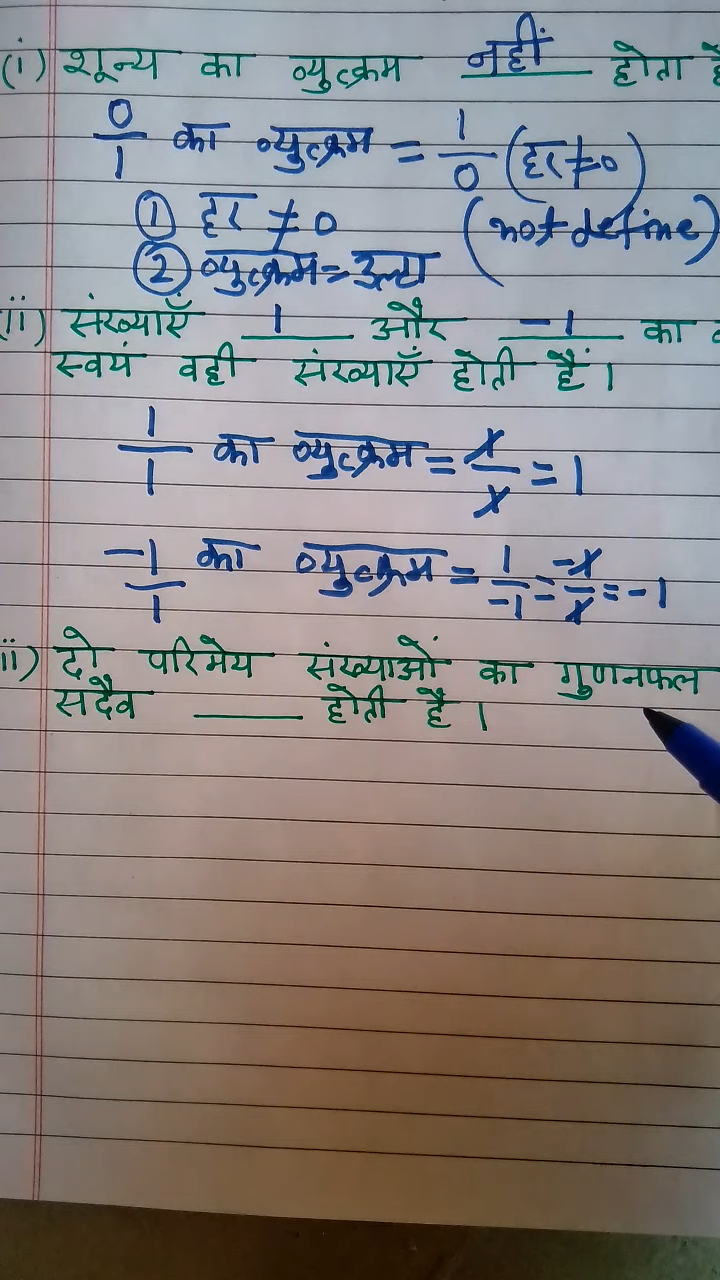 (i) शून्य का व्युत्क्रम नहीं होता
0/1 का व्युत्क्रम = 1/0 (हर ≠ 0)
① हर ≠ 0 (not define)
② व्युत्क्रम = उल्टा
(ii) संख्याएँ 1 और -1 का
स्वयं वही संख्याएँ होती हैं।
1/1 का व्युत्क्रम = 1/1 = 1
-1/1 का व्युत्क्रम = 1/-1 = -1/1 = -1
ii) दो परिमेय संख्याओं का गुणनफल
सदैव ____ होती है।